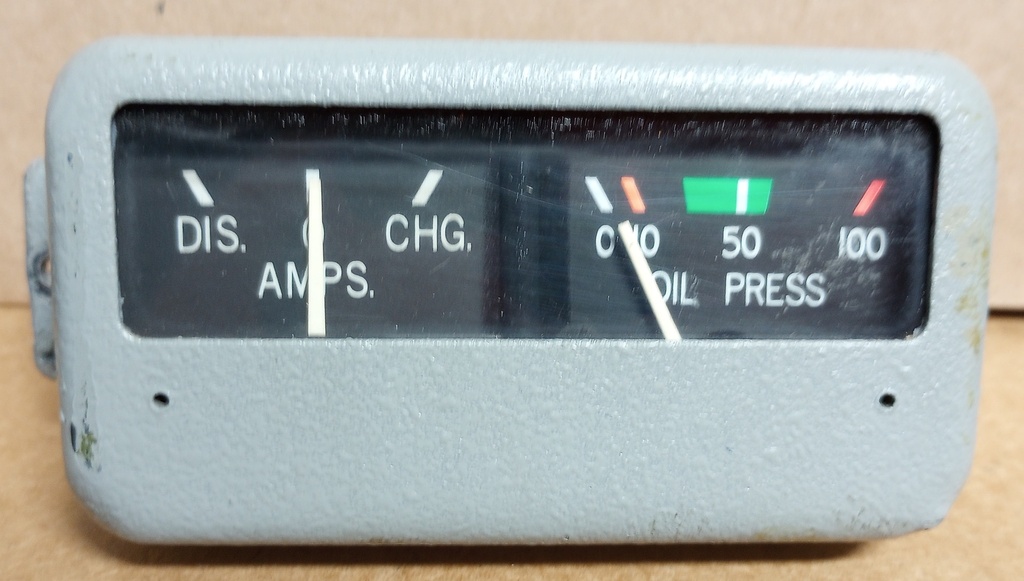 DIS. 0 CHG.
AMPS.
0 10 50 100
OIL PRESS